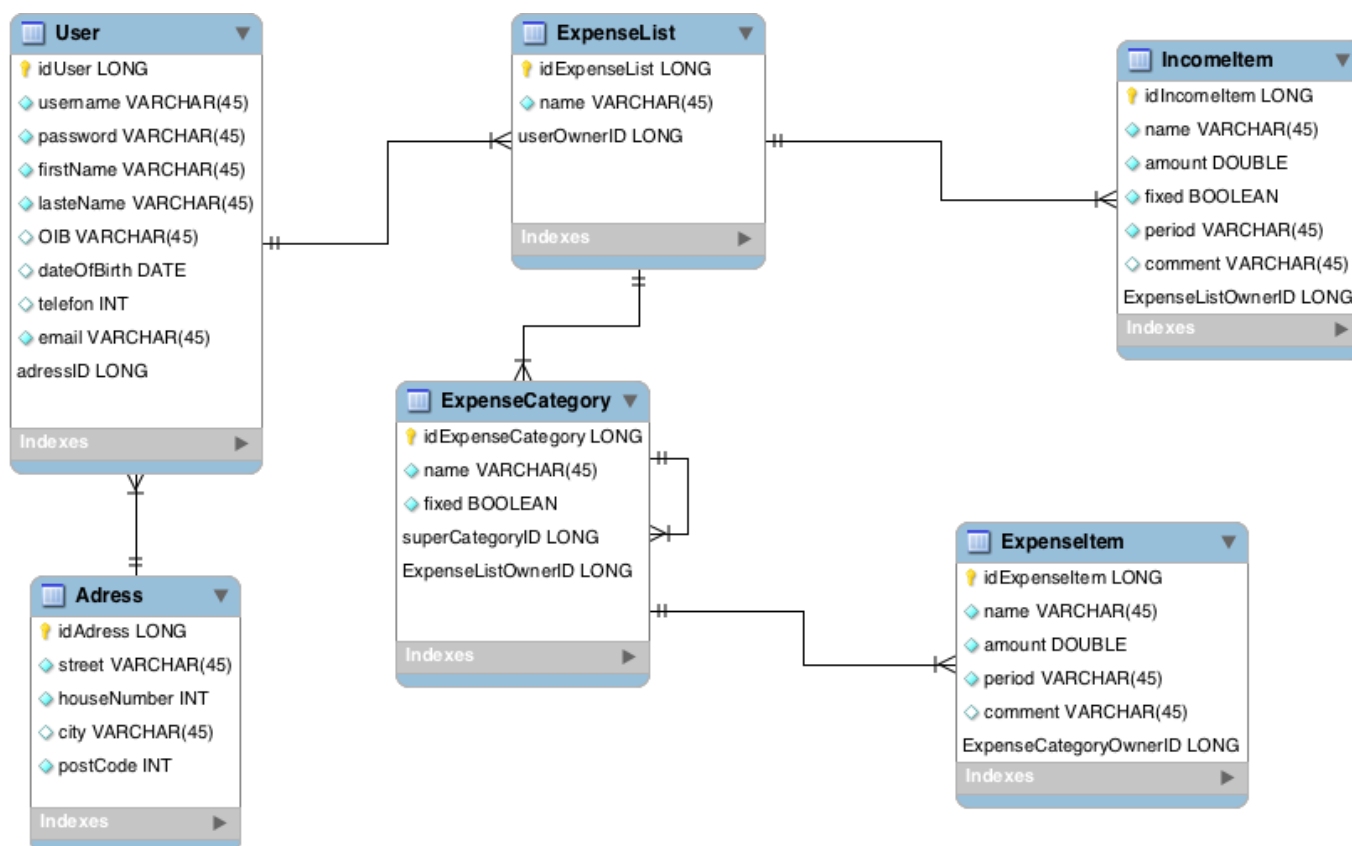 User
idUser LONG
username VARCHAR(45)
password VARCHAR(45)
firstName VARCHAR(45)
lasteName VARCHAR(45)
OIB VARCHAR(45)
dateOfBirth DATE
telefon INT
email VARCHAR(45)
adressID LONG
Indexes
ExpenseList
idExpenseList LONG
name VARCHAR(45)
userOwnerID LONG
Indexes
IncomeItem
idIncomeItem LONG
name VARCHAR(45)
amount DOUBLE
fixed BOOLEAN
period VARCHAR(45)
comment VARCHAR(45)
ExpenseListOwnerID LONG
Indexes
ExpenseCategory
idExpenseCategory LONG
name VARCHAR(45)
fixed BOOLEAN
superCategoryID LONG
ExpenseListOwnerID LONG
Indexes
ExpenseItem
idExpenseItem LONG
name VARCHAR(45)
amount DOUBLE
period VARCHAR(45)
comment VARCHAR(45)
ExpenseCategoryOwnerID LONG
Indexes
Adress
idAdress LONG
street VARCHAR(45)
houseNumber INT
city VARCHAR(45)
postCode INT
Indexes